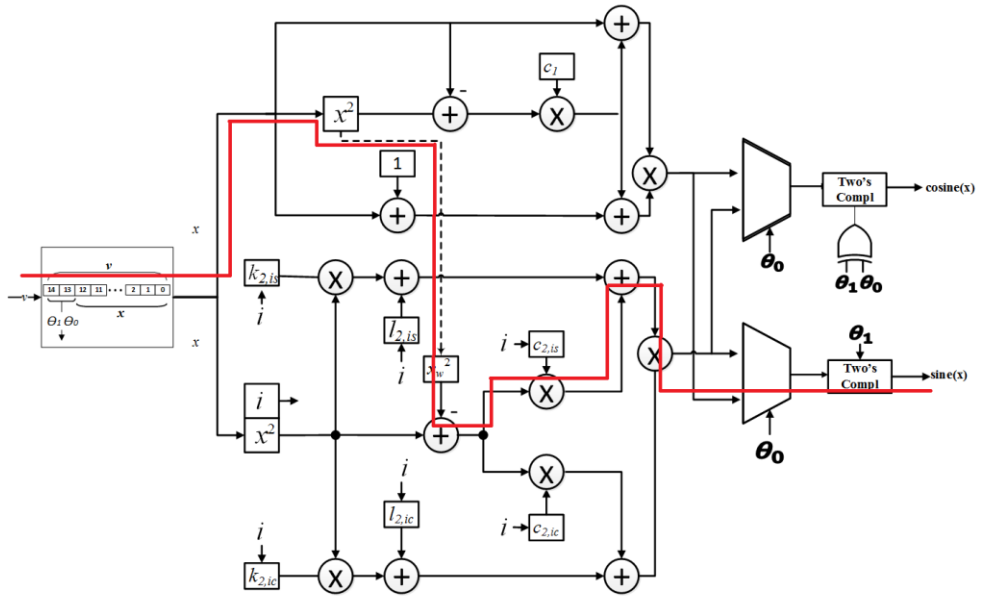 +
+
c1
-
x²
+
X
1
X
Two's
Compl
cosine(x)
+
+
x
v
k2,is
X
+
+
θ0
θ1 θ0
v
14 13 12 11 ... 2 1 0
Θ1 Θ0
x
i
l2,is
i
c2,is
θ1
X
x
i
xw²
X
Two's
Compl
sine(x)
i
-
x²
+
θ0
i
X
i
l2,ic
i
c2,ic
k2,ic
X
+
+